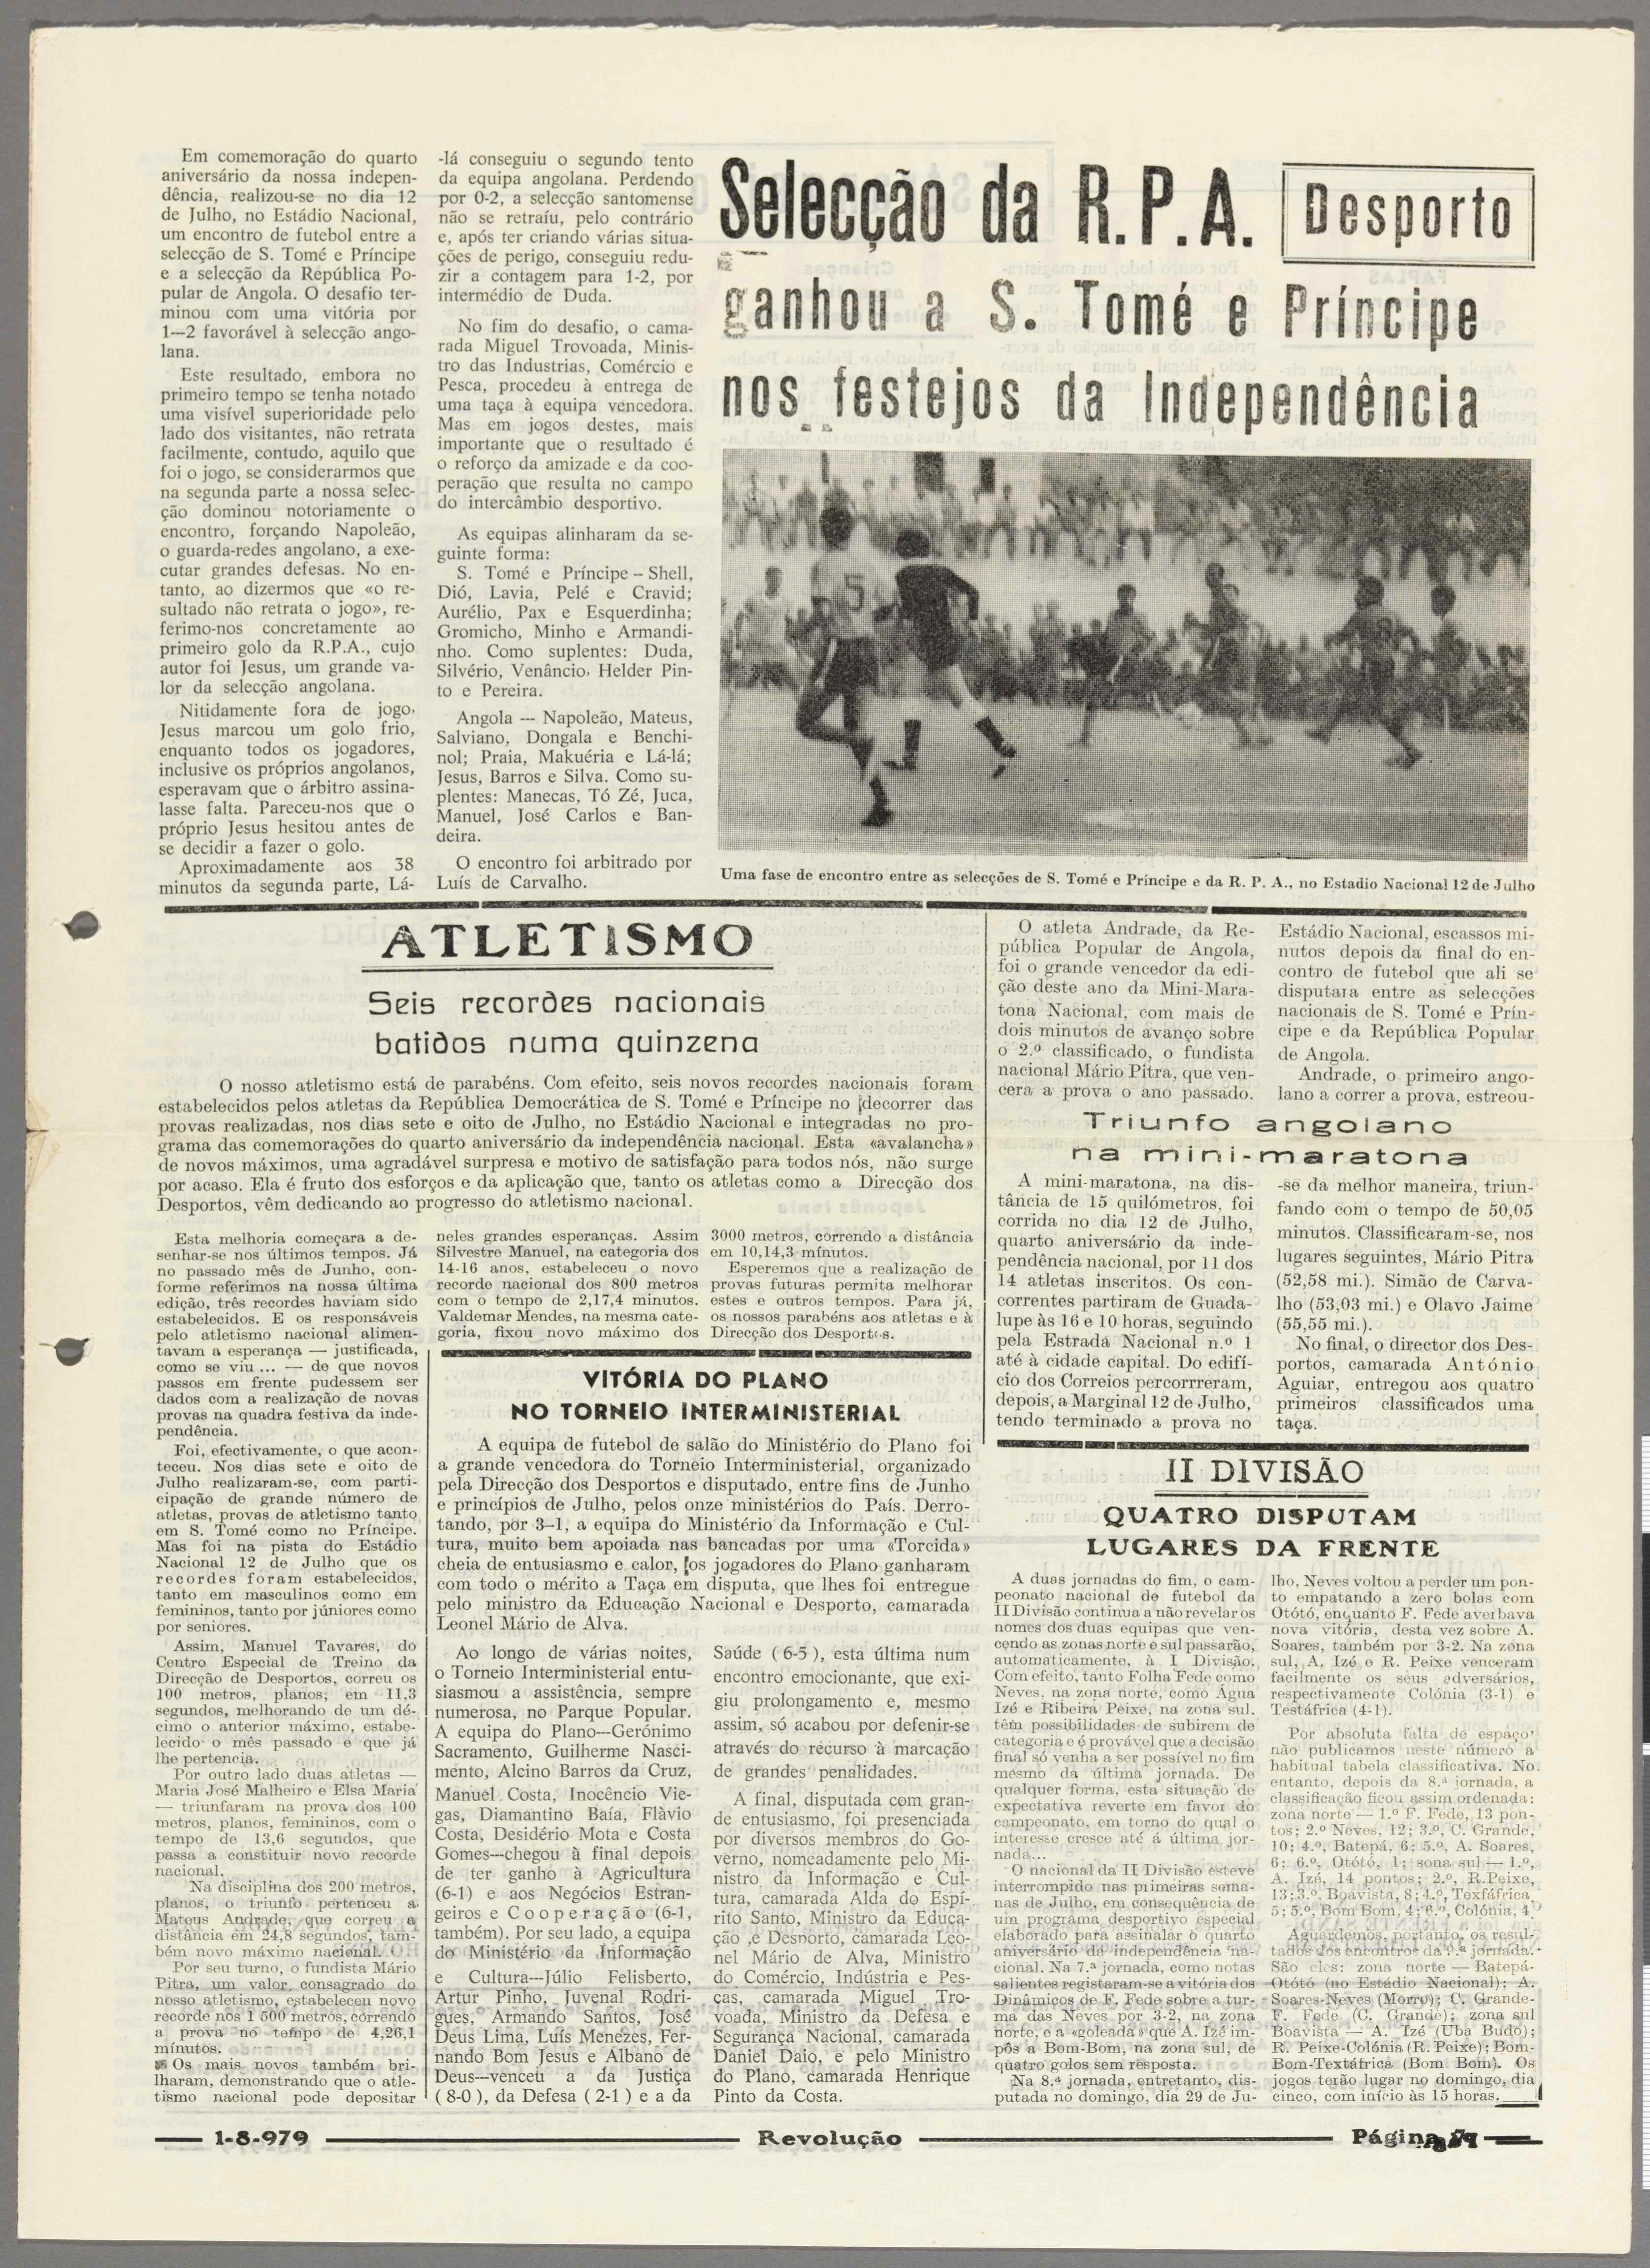 Selecção da R.P.A.
ganhou a S. Tomé e Príncipe
nos festejos da Independência
Desporto
Em comemoração do quarto
aniversário da nossa indepen-
dência, realizou-se no dia 12
de Julho, no Estádio Nacional,
um encontro de futebol entre a
selecção de S. Tomé e Príncipe
e a selecção da República Po-
pular de Angola. O desafio ter-
minou com uma vitória por
1--2 favorável à selecção ango-
lana.
Este resultado, embora no
primeiro tempo se tenha notado
uma visível superioridade pelo
lado dos visitantes, não retrata
facilmente, contudo, aquilo que
foi o jogo, se considerarmos que
na segunda parte a nossa selec-
ção dominou notoriamente o
encontro, forçando Napoleão,
o guarda-redes angolano, a exe-
cutar grandes defesas. No en-
tanto, ao dizermos que «o re-
sultado não retrata o jogo», re-
ferimo-nos concretamente ao
primeiro golo da R.P.A., cujo
autor foi Jesus, um grande va-
lor da selecção angolana.
Nitidamente fora de jogo,
Jesus marcou um golo frio,
enquanto todos os jogadores,
inclusive os próprios angolanos,
esperavam que o árbitro assina-
lasse falta. Pareceu-nos que o
próprio Jesus hesitou antes de
se decidir a fazer o golo.
Aproximadamente aos 38
minutos da segunda parte, Lá-
-lá conseguiu o segundo tento
da equipa angolana. Perdendo
por 0-2, a selecção santomense
não se retraíu, pelo contrário
e, após ter criando várias situa-
ções de perigo, conseguiu redu-
zir a contagem para 1-2, por
intermédio de Duda.
No fim do desafio, o cama-
rada Miguel Trovoada, Minis-
tro das Industrias, Comércio e
Pesca, procedeu à entrega de
uma taça à equipa vencedora.
Mas em jogos destes, mais
importante que o resultado é
o reforço da amizade e da coo-
peração que resulta no campo
do intercâmbio desportivo.
As equipas alinharam da se-
guinte forma:
S. Tomé e Príncipe – Shell,
Dió, Lavia, Pelé e Cravid;
Aurélio, Pax e Esquerdinha;
Gromicho, Minho e Armandi-
nho. Como suplentes: Duda,
Silvério, Venâncio, Helder Pin-
to e Pereira.
Angola --- Napoleão, Mateus,
Salviano, Dongala e Benchi-
nol; Praia, Makuéria e Lá-lá;
Jesus, Barros e Silva. Como su-
plentes: Manecas, Tó Zé, Juca,
Manuel, José Carlos e Ban-
deira.
O encontro foi arbitrado por
Luís de Carvalho.
Uma fase de encontro entre as selecções de S. Tomé e Príncipe e da R. P. A., no Estadio Nacional 12 de Julho
ATLETISMO
Seis recordes nacionais
batidos numa quinzena
O nosso atletismo está de parabéns. Com efeito, seis novos recordes nacionais foram
estabelecidos pelos atletas da República Democrática de S. Tomé e Príncipe no decorrer das
provas realizadas, nos dias sete e oito de Julho, no Estádio Nacional e integradas no pro-
grama das comemorações do quarto aniversário da independência nacional. Esta «avalancha»
de novos máximos, uma agradável surpresa e motivo de satisfação para todos nós, não surge
por acaso. Ela é fruto dos esforços e da aplicação que, tanto os atletas como a Direcção dos
Desportos, vêm dedicando ao progresso do atletismo nacional.
Esta melhoria começara a de-
senhar-se nos últimos tempos. Já
no passado mês de Junho, con-
forme referimos na nossa última
edição, três recordes haviam sido
estabelecidos. E os responsáveis
pelo atletismo nacional alimen-
tavam a esperança — justificada,
como se viu ... — de que novos
passos em frente pudessem ser
dados com a realização de novas
provas na quadra festiva da inde-
pendência.
Foi, efectivamente, o que acon-
teceu. Nos dias sete e oito de
Julho realizaram-se, com parti-
cipação de grande número de
atletas, provas de atletismo tanto
em S. Tomé como no Príncipe.
Mas foi na pista do Estádio
Nacional 12 de Julho que os
recordes foram estabelecidos,
tanto em masculinos como em
femininos, tanto por júniores como
por seniores.
Assim, Manuel Tavares, do
Centro Especial de Treino da
Direcção de Desportos, correu os
100 metros, planos, em 11,3
segundos, melhorando de um dé-
cimo o anterior máximo, estabe-
lecido o mês passado e que já
lhe pertencia.
Por outro lado duas atletas —
Maria José Malheiro e Elsa Maria
— triunfaram na prova dos 100
metros, planos, femininos, com o
tempo de 13,6 segundos, que
passa a constituir novo recorde
nacional.
Na disciplina dos 200 metros,
planos, o triunfo pertenceu a
Mateus Andrade, que correu a
distância em 24,8 segundos, tam-
bém novo máximo nacional.
Por seu turno, o fundista Mário
Pitra, um valor consagrado do
nosso atletismo, estabeleceu novo
recorde nos 1 500 metros, correndo
a prova no tempo de 4,26,1
mínutos.
Os mais novos também bri-
lharam, demonstrando que o atle-
tismo nacional pode depositar
neles grandes esperanças. Assim
Silvestre Manuel, na categoria dos
14-16 anos, estabeleceu o novo
recorde nacional dos 800 metros
com o tempo de 2,17,4 minutos.
Valdemar Mendes, na mesma cate-
goria, fixou novo máximo dos
3000 metros, correndo a distância
em 10,14,3 minutos.
Esperemos que a realização de
provas futuras permita melhorar
estes e outros tempos. Para já,
os nossos parabéns aos atletas e à
Direcção dos Desportos.
VITÓRIA DO PLANO
NO TORNEIO INTERMINISTERIAL
A equipa de futebol de salão do Ministério do Plano foi
a grande vencedora do Torneio Interministerial, organizado
pela Direcção dos Desportos e disputado, entre fins de Junho
e princípios de Julho, pelos onze ministérios do País. Derro-
tando, por 3–1, a equipa do Ministério da Informação e Cul-
tura, muito bem apoiada nas bancadas por uma «Torcida»
cheia de entusiasmo e calor, os jogadores do Plano ganharam
com todo o mérito a Taça em disputa, que lhes foi entregue
pelo ministro da Educação Nacional e Desporto, camarada
Leonel Mário de Alva.
Ao longo de várias noites,
o Torneio Interministerial entu-
siasmou a assistência, sempre
numerosa, no Parque Popular.
A equipa do Plano---Gerónimo
Sacramento, Guilherme Nasci-
mento, Alcino Barros da Cruz,
Manuel Costa, Inocêncio Vie-
gas, Diamantino Baía, Flàvio
Costa, Desidério Mota e Costa
Gomes---chegou à final depois
de ter ganho à Agricultura
(6-1) e aos Negócios Estran-
geiros e Cooperação (6-1,
também). Por seu lado, a equipa
do Ministério da Informação
e Cultura---Júlio Felisberto,
Artur Pinho, Juvenal Rodri-
gues, Armando Santos, José
Deus Lima, Luís Menezes, Fer-
nando Bom Jesus e Albano de
Deus---venceu a da Justiça
( 8-0 ), da Defesa ( 2-1 ) e a da
Saúde ( 6-5 ), esta última num
encontro emocionante, que exi-
giu prolongamento e, mesmo
assim, só acabou por defenir-se
através do recurso à marcação
de grandes penalidades.
A final, disputada com gran-
de entusiasmo, foi presenciada
por diversos membros do Go-
verno, nomeadamente pelo Mi-
nistro da Informação e Cul-
tura, camarada Alda do Espí-
rito Santo, Ministro da Educa-
ção e Desporto, camarada Leo-
nel Mário de Alva, Ministro
do Comércio, Indústria e Pes-
cas, camarada Miguel Tro-
voada, Ministro da Defesa e
Segurança Nacional, camarada
Daniel Daio, e pelo Ministro
do Plano, camarada Henrique
Pinto da Costa.
O atleta Andrade, da Re-
pública Popular de Angola,
foi o grande vencedor da edi-
ção deste ano da Mini-Mara-
tona Nacional, com mais de
dois minutos de avanço sobre
o 2.º classificado, o fundista
nacional Mário Pitra, que ven-
cera a prova o ano passado.
Triunfo angolano
na mini-maratona
A mini-maratona, na dis-
tância de 15 quilómetros, foi
corrida no dia 12 de Julho,
quarto aniversário da inde-
pendência nacional, por 11 dos
14 atletas inscritos. Os con-
correntes partiram de Guada-
lupe às 16 e 10 horas, seguindo
pela Estrada Nacional n.º 1
até à cidade capital. Do edifí-
cio dos Correios percorrreram,
depois, a Marginal 12 de Julho,
tendo terminado a prova no
Estádio Nacional, escassos mi-
nutos depois da final do en-
contro de futebol que ali se
disputara entre as selecções
nacionais de S. Tomé e Prín-
cipe e da República Popular
de Angola.
Andrade, o primeiro ango-
lano a correr a prova, estreou-
-se da melhor maneira, triun-
fando com o tempo de 50,05
minutos. Classificaram-se, nos
lugares seguintes, Mário Pitra
(52,58 mi.). Simão de Carva-
lho (53,03 mi.) e Olavo Jaime
(55,55 mi.).
No final, o director dos Des-
portos, camarada António
Aguiar, entregou aos quatro
primeiros classificados uma
taça.
II DIVISÃO
QUATRO DISPUTAM
LUGARES DA FRENTE
A duas jornadas do fim, o cam-
peonato nacional de futebol da
II Divisão continua a não revelar os
nomes dos duas equipas que ven-
cendo as zonas norte e sul passarão,
automaticamente, à I Divisão.
Com efeito, tanto Folha Fede como
Neves, na zona norte, como Água
Izé e Ribeira Peixe, na zona sul.
têm possibilidades de subirem de
categoria e é provável que a decisão
final só venha a ser possível no fim
mesmo da última jornada. De
qualquer forma, esta situação de
expectativa reverte em favor do
campeonato, em torno do qual o
interesse cresce até á última jor-
nada...
O nacional da II Divisão esteve
interrompido nas primeiras sema-
nas de Julho, em consequência de
um programa desportivo especial
elaborado para assinalar o quarto
aniversário da independência na-
cional. Na 7.ª jornada, como notas
salientes registaram-se a vitória dos
Dinâmicos de F. Fede sobre a tur-
ma das Neves por 3-2, na zona
norte, e a «goleada» que A. Izé im-
pôs a Bom-Bom, na zona sul, de
quatro golos sem resposta.
Na 8.ª jornada, entretanto, dis-
putada no domingo, dia 29 de Ju-
lho, Neves voltou a perder um pon-
to empatando a zero bolas com
Otótó, enquanto F. Fede averbava
nova vitória, desta vez sobre A.
Soares, também por 3-2. Na zona
sul, A. Izé e R. Peixe venceram
facilmente os seus adversários,
respectivamente Colónia (3-1) e
Testáfrica (4-1).
Por absoluta falta de espaço
não publicamos neste número a
habitual tabela classificativa. No
entanto, depois da 8.ª jornada, a
classificação ficou assim ordenada:
zona norte — 1.º F. Fede, 13 pon-
tos; 2.º Neves, 12; 3.º, C. Grande,
10; 4.º, Batepá, 6; 5.º, A. Soares,
6; 6.º, Otótó, 1; sona sul — 1.º,
A. Izé, 14 pontos; 2.º, R.Peixe,
13; 3.º, Boavista, 8; 4.º, Texfáfrica
5; 5.º, Bom Bom, 4; 6.º, Colónia, 4.
Aguardemos, portanto, os resul-
tados dos encontros da jornada.
São eles: zona norte — Batepá-
Otótó (no Estádio Nacional); A.
Soares-Neves (Morro); C. Grande-
F. Fede (C. Grande); zona sul
Boavista — A. Izé (Uba Budo);
R. Peixe-Colónia (R. Peixe); Bom-
Bom-Textáfrica (Bom Bom). Os
jogos terão lugar no domingo, dia
cinco, com início às 15 horas.
1-8-979
Revolução
Página